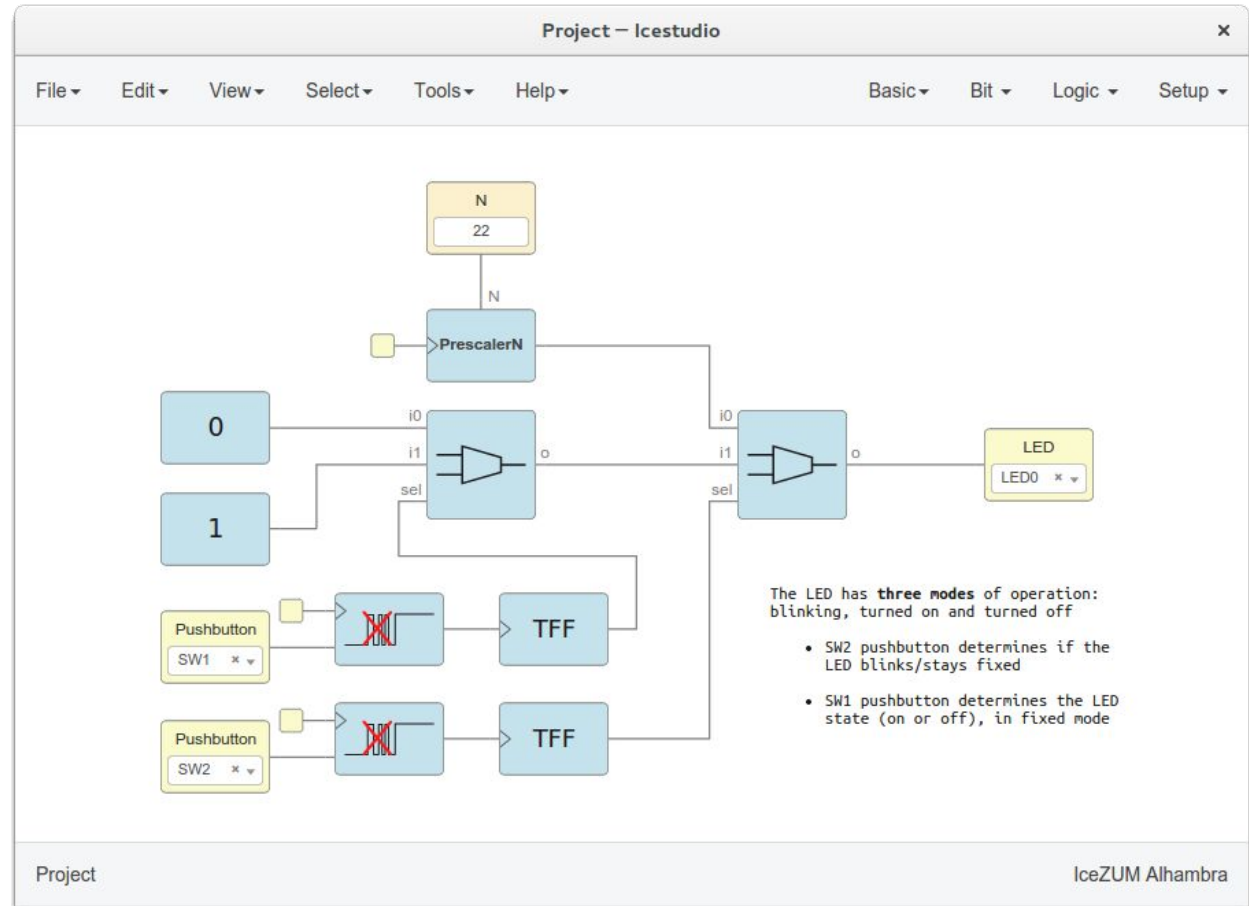 Project – Icestudio ×
File Edit View Select Tools Help Basic Bit Logic Setup
N
22
N
PrescalerN
0
i0
i1
sel
o
1
i0
i1
sel
o
LED
LED0 ×
Pushbutton
SW1 ×
TFF
Pushbutton
SW2 ×
TFF
The LED has three modes of operation:
blinking, turned on and turned off
• SW2 pushbutton determines if the
LED blinks/stays fixed
• SW1 pushbutton determines the LED
state (on or off), in fixed mode
Project IceZUM Alhambra